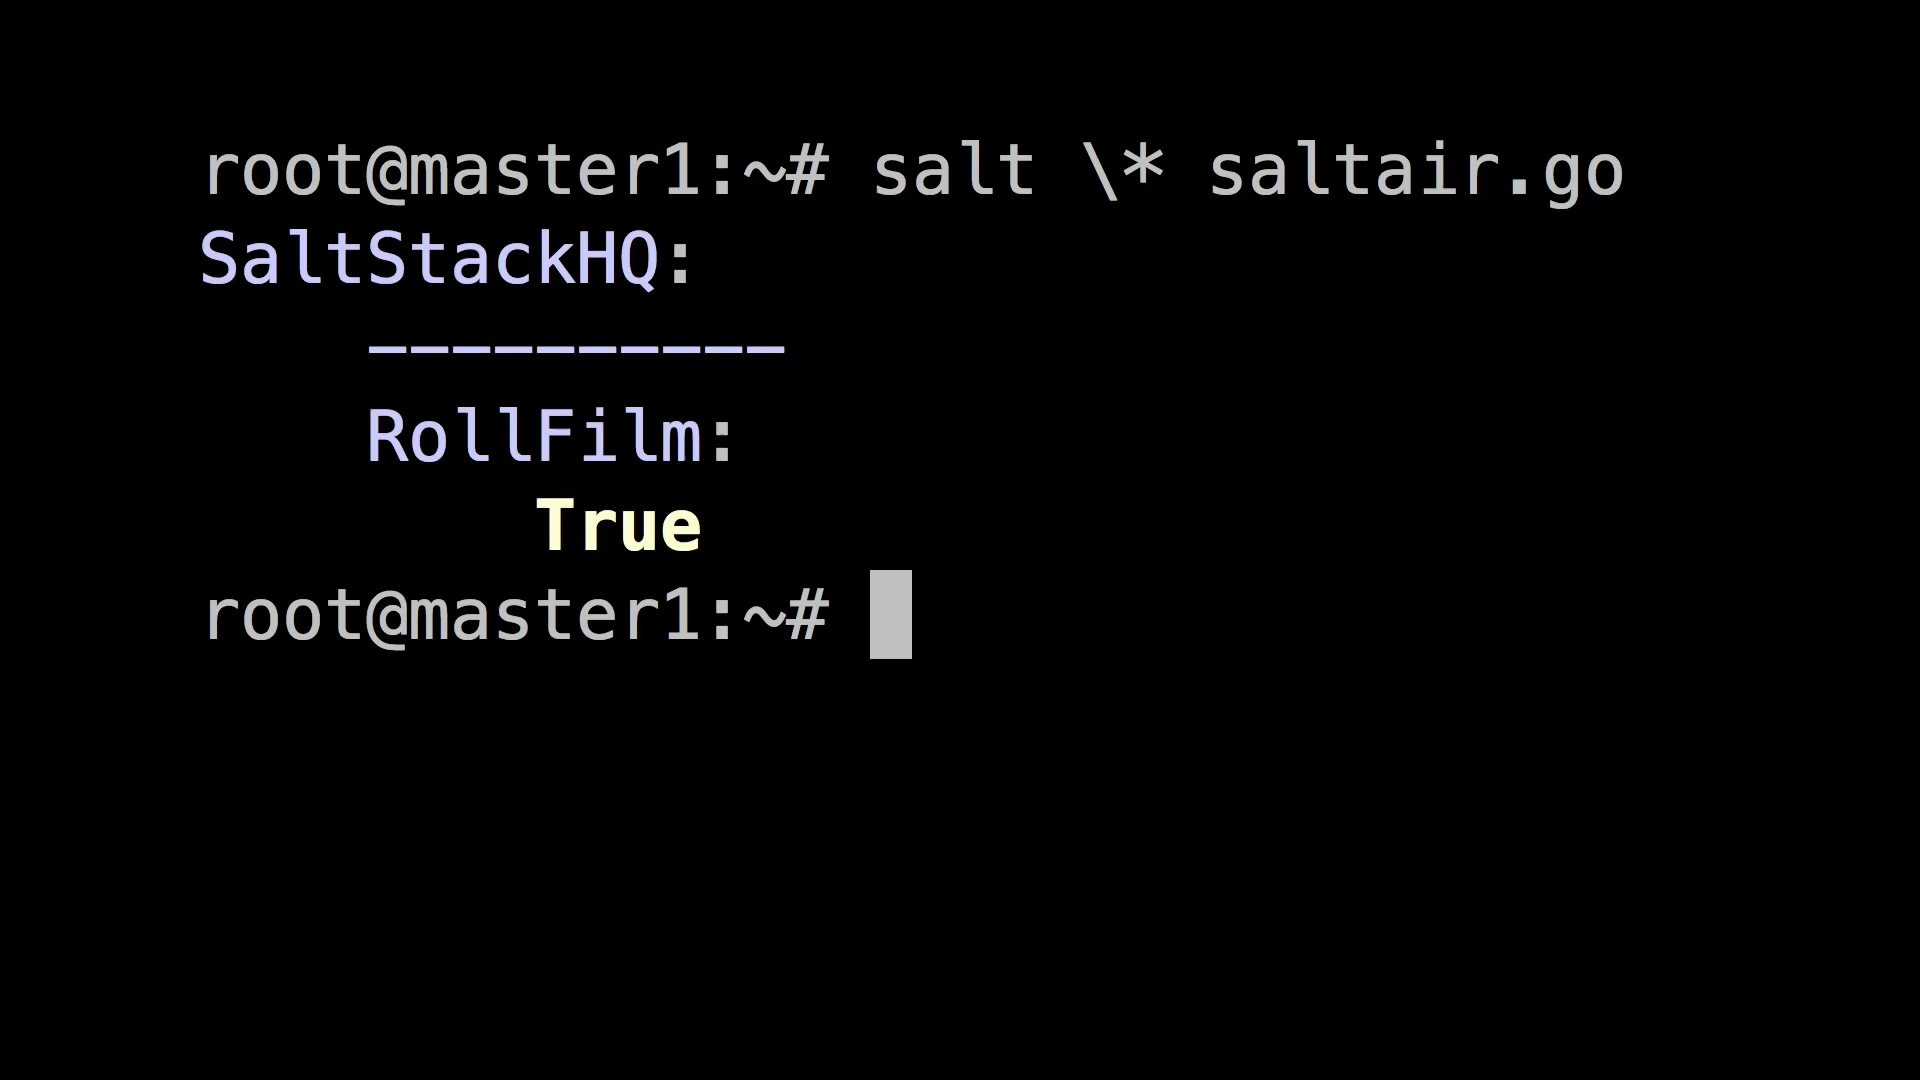 root@master1:~# salt \* saltair.go
SaltStackHQ:
    ----------
    RollFilm:
        True
root@master1:~#